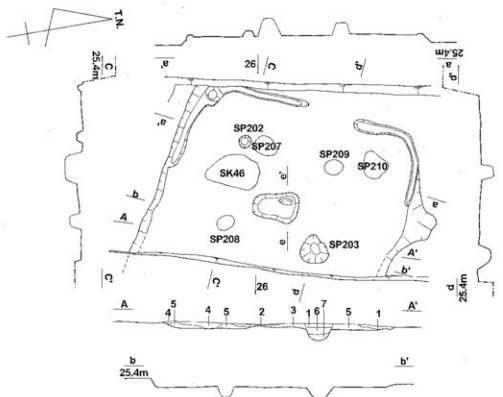 T.N.
25.4m
C
a'
26
C
d'
25.4m
a
d'
a'
a'
SP202
SP207
SK46
SP209
SP210
e'
b
A
a
SP208
e
SP203
A'
b'
C'
C'
26
d
d
25.4m
A
5
4
4
5
2
3
1
6
7
5
1
A'
b
25.4m
b'